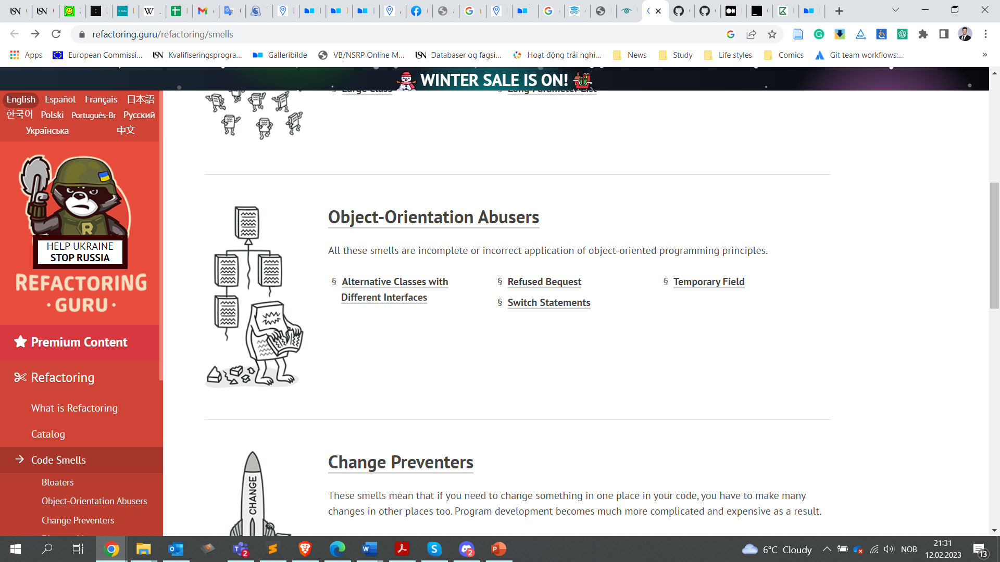 refactoring.guru/refactoring/smells
Apps
European Commissi...
Kvalifiseringsprogra...
Galleribilde
VB/NSRP Online M...
Databaser og fagsi...
Hoạt động trải nghi...
News
Study
Life styles
Comics
Git team workflows:...
»
WINTER SALE IS ON!
English Español Français 日本語
한국어 Polski Português-Br Русский
Українська 中文
HELP UKRAINE
STOP RUSSIA
REFACTORING
· GURU ·
Premium Content
Refactoring
What is Refactoring
Catalog
Code Smells
Bloaters
Object-Orientation Abusers
Change Preventers
§ Large Class
§ Long Parameter List
Object-Orientation Abusers
All these smells are incomplete or incorrect application of object-oriented programming principles.
§ Alternative Classes with
Different Interfaces
§ Refused Bequest
§ Switch Statements
§ Temporary Field
CHANGE
Change Preventers
These smells mean that if you need to change something in one place in your code, you have to make many
changes in other places too. Program development becomes much more complicated and expensive as a result.
6°C Cloudy
NOB
21:31
12.02.2023
13